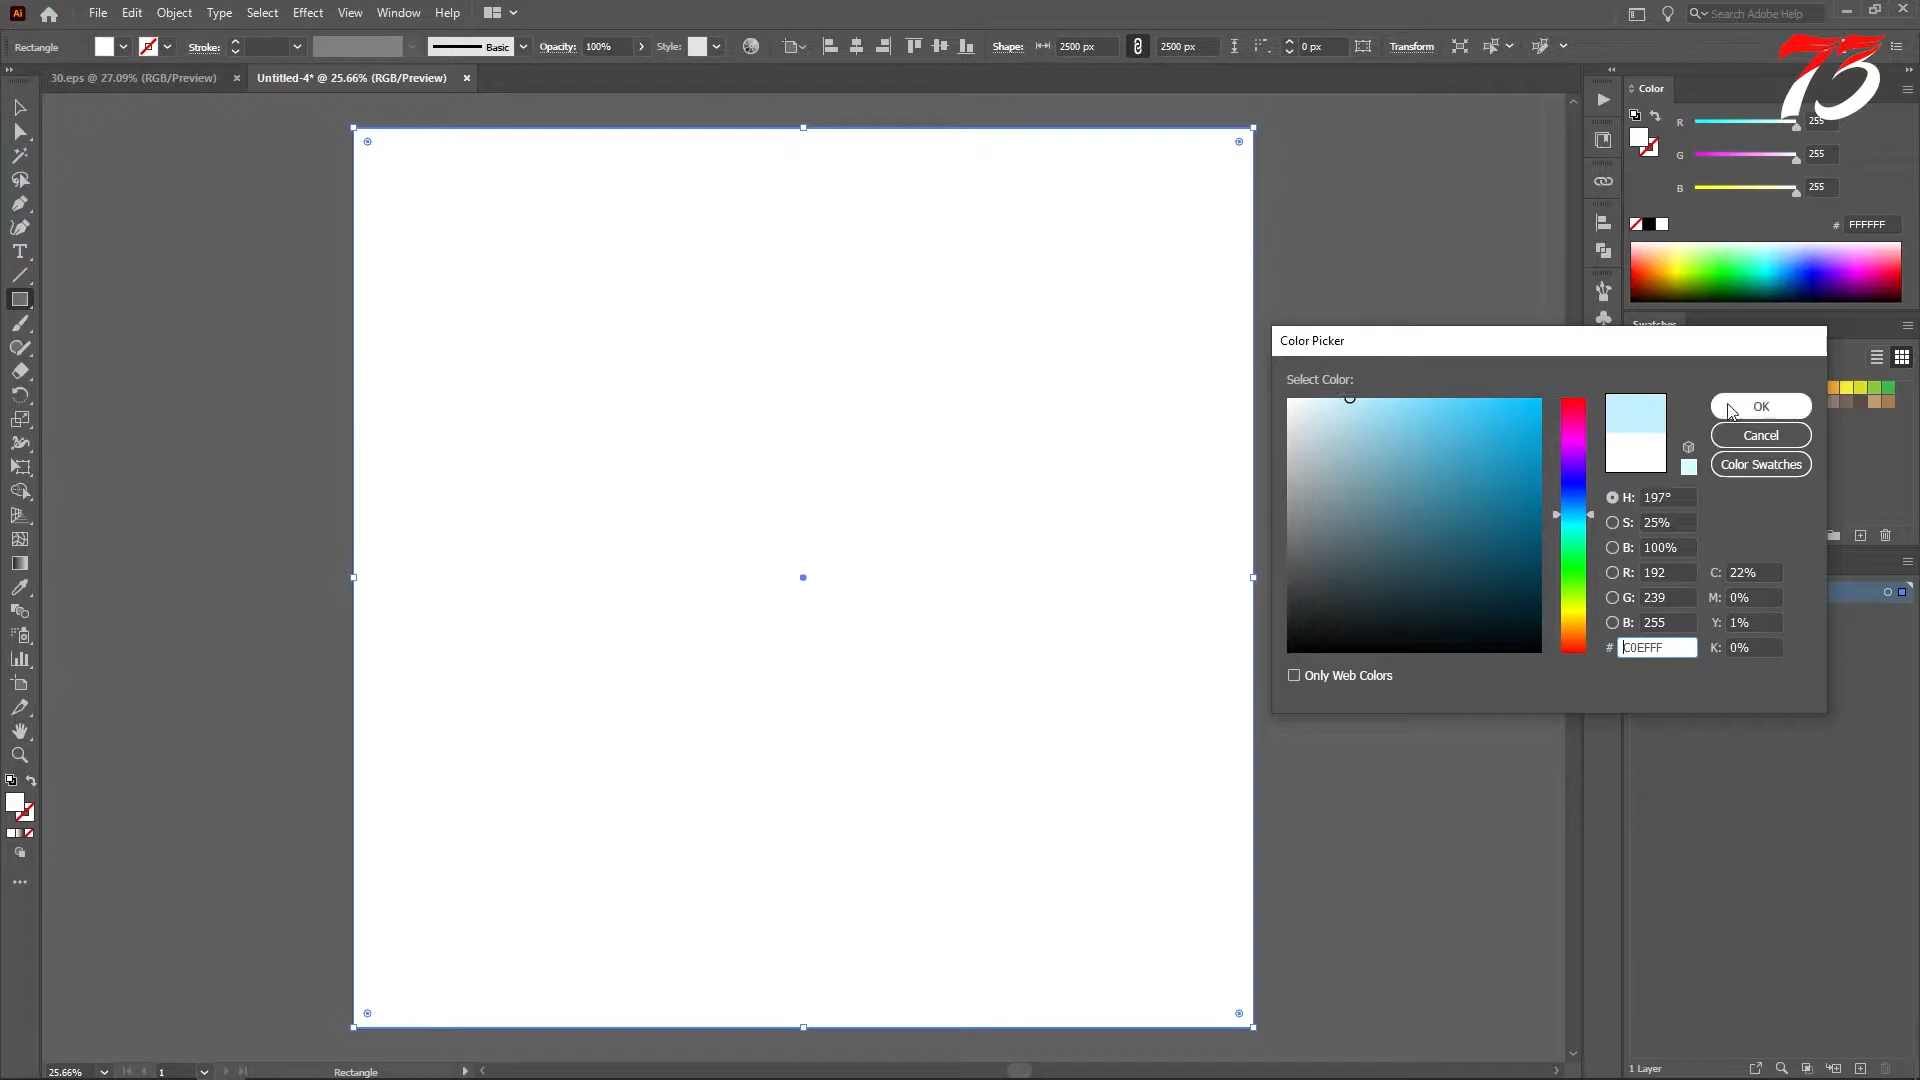 Ai File Edit Object Type Select Effect View Window Help Search Adobe Help
Rectangle Stroke: Basic Opacity: 100% Style: Shape: 2500 px 2500 px 0 px Transform
30.eps @ 27.09% (RGB/Preview) × Untitled-4* @ 25.66% (RGB/Preview) ×
73
Color
R 255
G 255
B 255
# FFFFFF
Swatches
Color Picker
Select Color:
OK
Cancel
Color Swatches
H: 197°
S: 25%
B: 100%
R: 192 C: 22%
G: 239 M: 0%
B: 255 Y: 1%
# C0EFFF K: 0%
Only Web Colors
25.66% 1 Rectangle
1 Layer